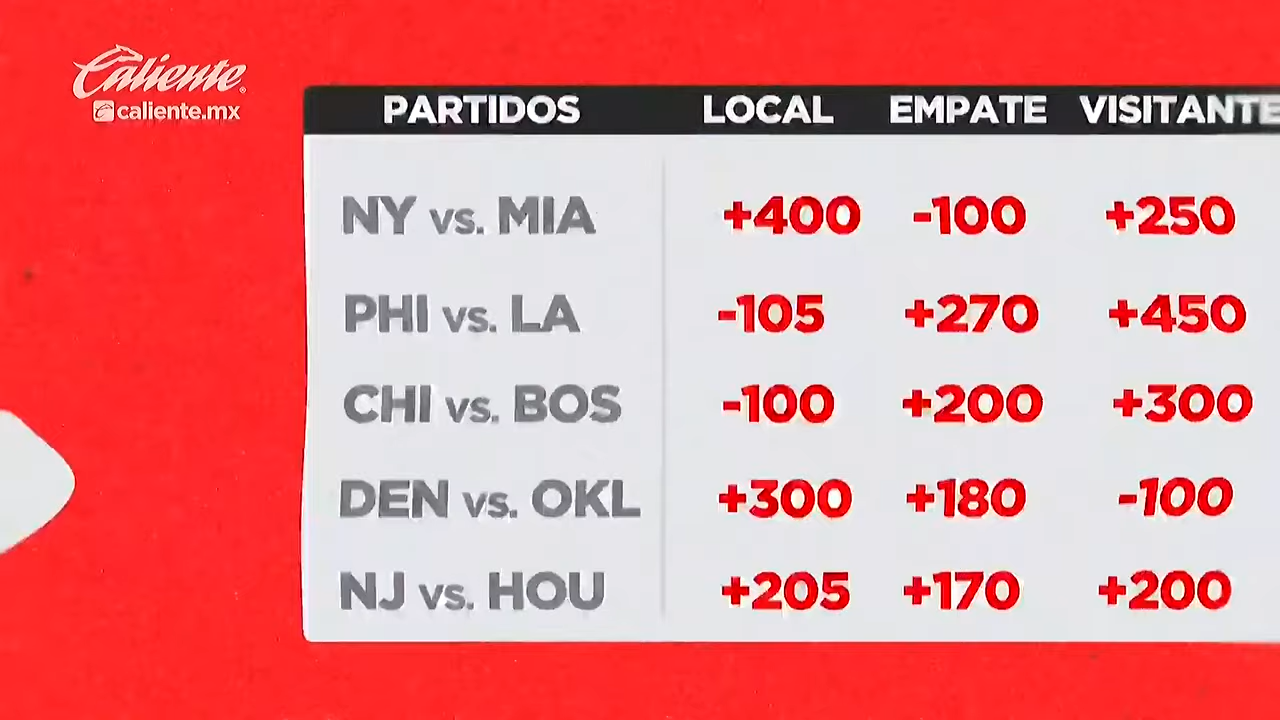 Caliente
caliente.mx
PARTIDOS LOCAL EMPATE VISITANTE
NY vs. MIA +400 -100 +250
PHI vs. LA -105 +270 +450
CHI vs. BOS -100 +200 +300
DEN vs. OKL +300 +180 -100
NJ vs. HOU +205 +170 +200